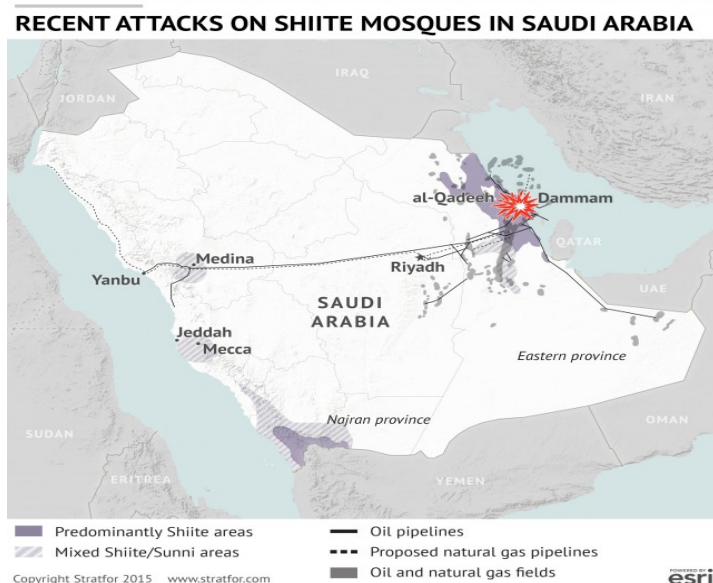 RECENT ATTACKS ON SHIITE MOSQUES IN SAUDI ARABIA
IRAQ
JORDAN
IRAN
al-Qadeeh
Dammam
QATAR
Medina
Riyadh
Yanbu
UAE
SAUDI
ARABIA
Jeddah
Mecca
Eastern province
Najran province
OMAN
SUDAN
ERITREA
YEMEN
Predominantly Shiite areas
Mixed Shiite/Sunni areas
Oil pipelines
Proposed natural gas pipelines
Oil and natural gas fields
Copyright Stratfor 2015 www.stratfor.com
POWERED BY
esri